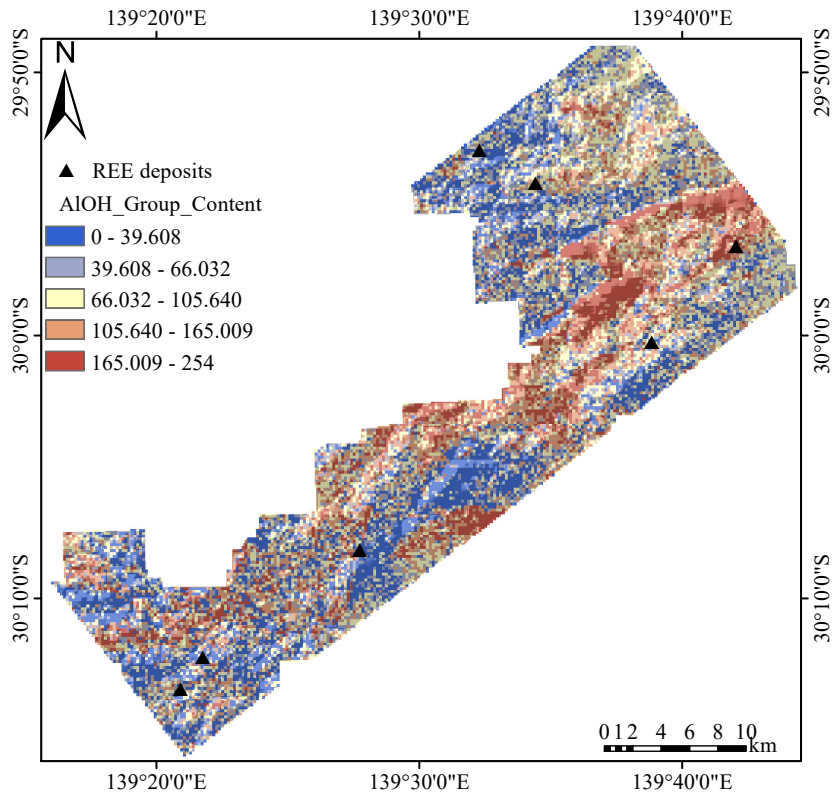 139°20'0"E 139°30'0"E 139°40'0"E
29°50'0"S
29°50'0"S
N
REE deposits
AlOH_Group_Content
0 - 39.608
39.608 - 66.032
66.032 - 105.640
105.640 - 165.009
165.009 - 254
30°0'0"S
30°0'0"S
30°10'0"S
30°10'0"S
0 1 2 4 6 8 10
km
139°20'0"E 139°30'0"E 139°40'0"E